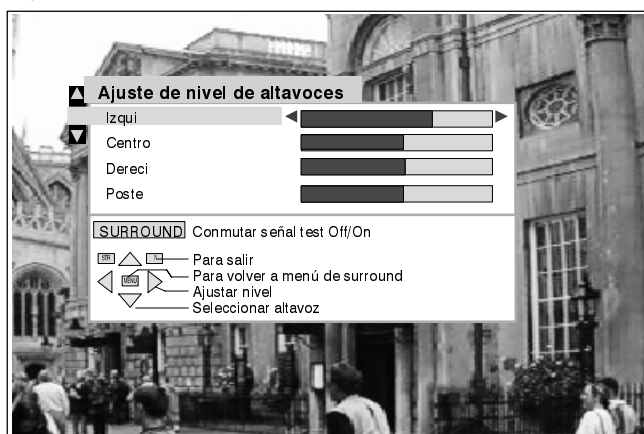 Ajuste de nivel de altavoces
Izqui
Centro
Dereci
Poste
SURROUND Conmutar señal test Off/On
STR
Para salir
MENU Para volver a menú de surround
Ajustar nivel
Seleccionar altavoz